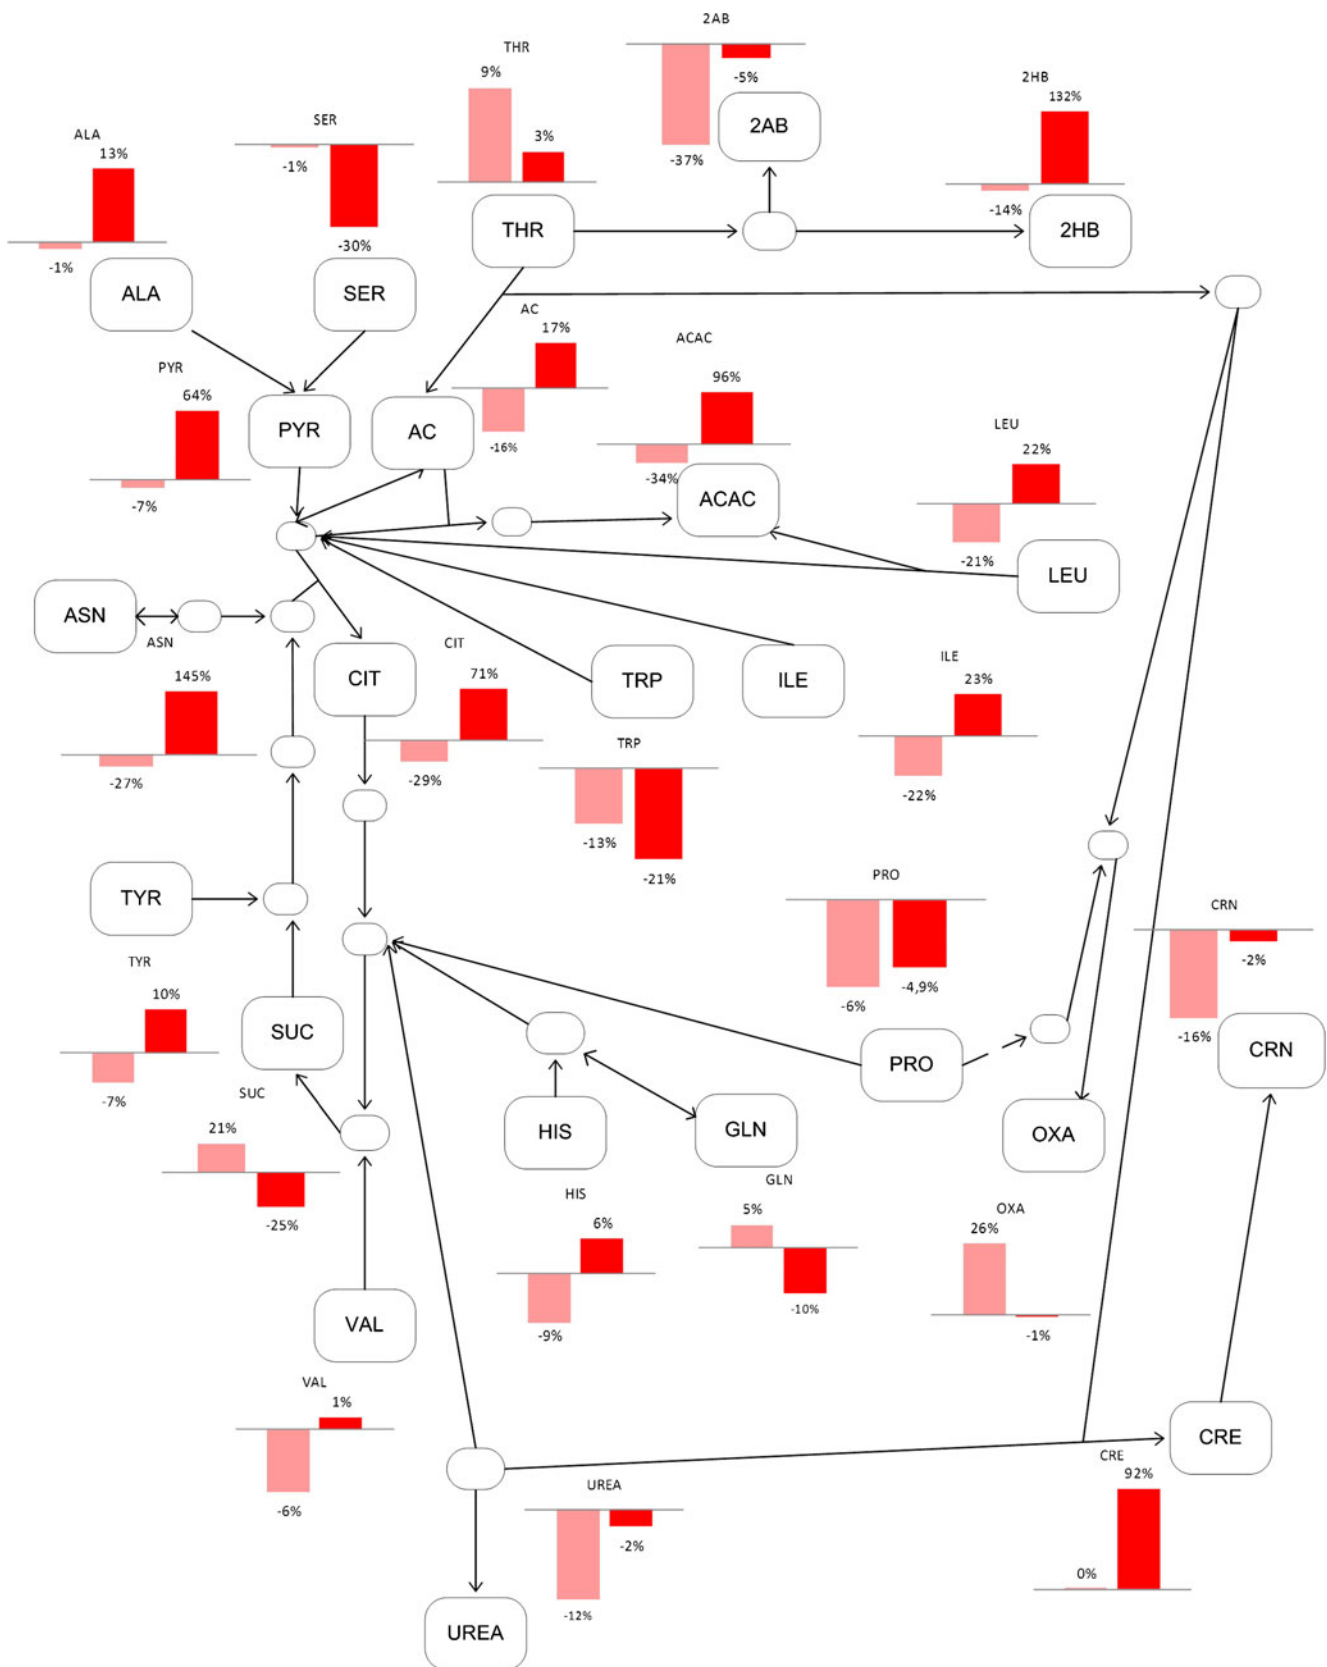 2AB
THR
9%
3%
-5%
-37%
2AB
2HB
132%
-14%
ALA
13%
-1%
SER
-1%
-30%
THR
2HB
ALA
SER
AC
17%
-16%
ACAC
96%
-34%
PYR
64%
-7%
PYR
AC
ACAC
LEU
22%
-21%
LEU
ASN
ASN
145%
-27%
CIT
CIT
71%
-29%
TRP
ILE
ILE
23%
-22%
TRP
-13%
-21%
TYR
TYR
10%
-7%
PRO
-6%
-4,9%
CRN
-2%
-16%
SUC
CRN
PRO
SUC
21%
-25%
HIS
GLN
OXA
HIS
6%
-9%
GLN
5%
-10%
OXA
26%
-1%
VAL
VAL
1%
-6%
CRE
CRE
92%
0%
UREA
-2%
-12%
UREA